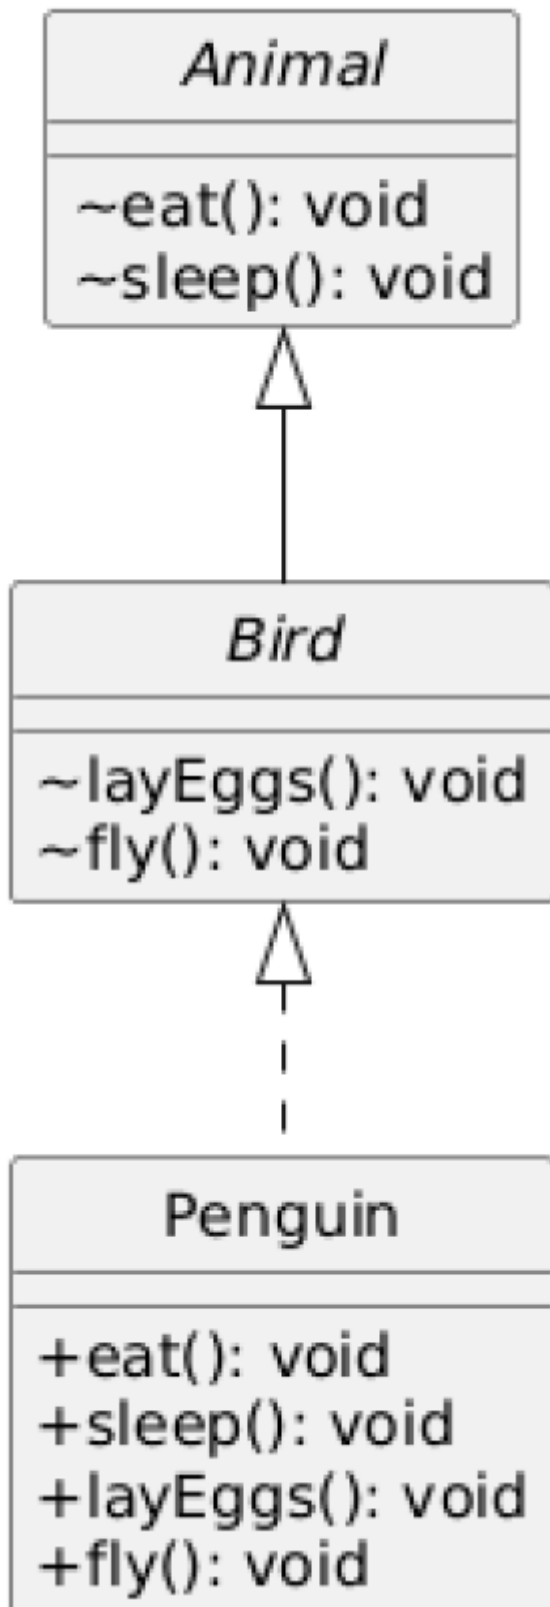 Animal
~eat(): void
~sleep(): void
Bird
~layEggs(): void
~fly(): void
Penguin
+eat(): void
+sleep(): void
+layEggs(): void
+fly(): void